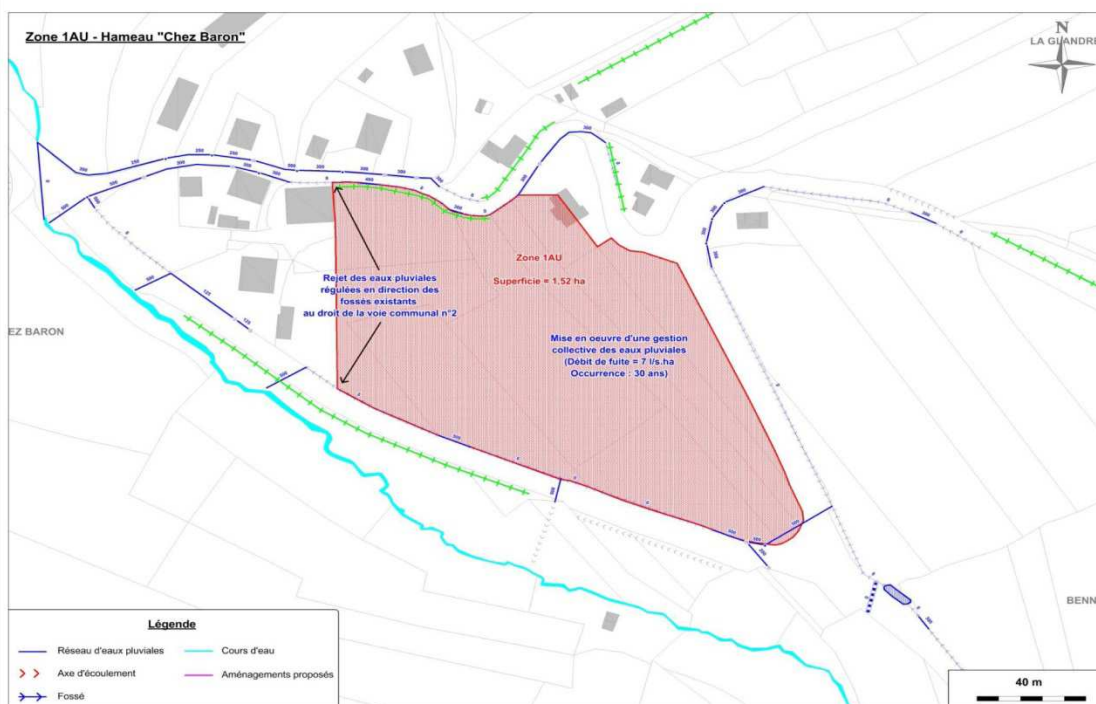 Zone 1AU - Hameau "Chez Baron"
N
LA GLANDRE
Zone 1AU
Superficie = 1,52 ha
Rejet des eaux pluviales
régulées en direction des
fossés existants
au droit de la voie communal n°2
Mise en oeuvre d'une gestion
collective des eaux pluviales
(Débit de fuite = 7 l/s.ha
Occurrence : 30 ans)
EZ BARON
BENN
Légende
Réseau d'eaux pluviales
Cours d'eau
Axe d'écoulement
Aménagements proposés
Fossé
40 m